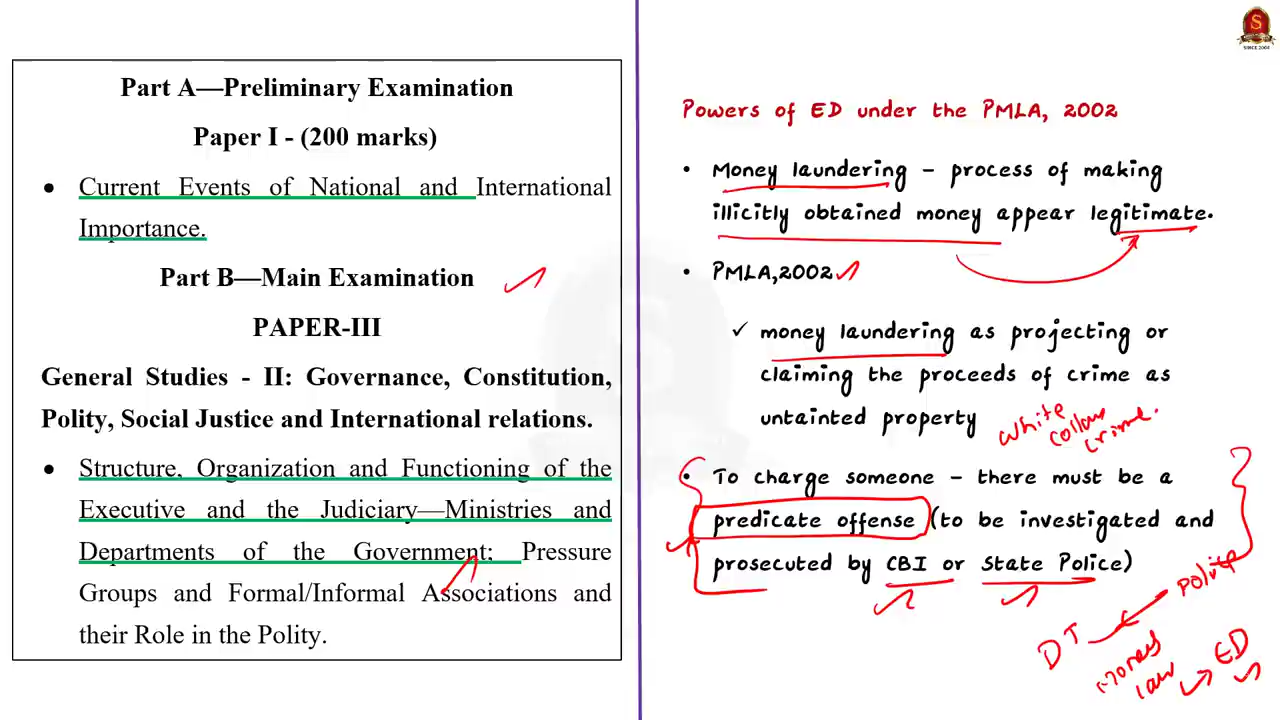 Part A—Preliminary Examination
Paper I - (200 marks)
• Current Events of National and International
Importance.
Part B—Main Examination
PAPER-III
General Studies - II: Governance, Constitution,
Polity, Social Justice and International relations.
• Structure, Organization and Functioning of the
Executive and the Judiciary—Ministries and
Departments of the Government; Pressure
Groups and Formal/Informal Associations and
their Role in the Polity.
S
SINCE 2004
Powers of ED under the PMLA, 2002
• Money laundering - process of making
illicitly obtained money appear legitimate.
• PMLA,2002
✓ money laundering as projecting or
claiming the proceeds of crime as
untainted property
white
collar
crime.
• To charge someone - there must be a
predicate offense (to be investigated and
prosecuted by CBI or State Police)
police
DT
money
law
ED